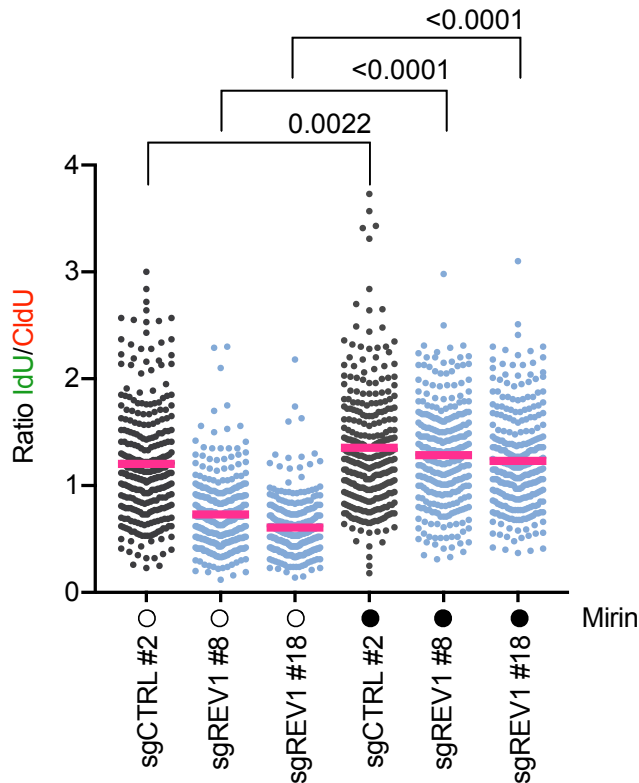 <0.0001
<0.0001
0.0022
4
3
2
1
0
Ratio IdU/CldU
Mirin
sgCTRL #2
sgREV1 #8
sgREV1 #18
sgCTRL #2
sgREV1 #8
sgREV1 #18